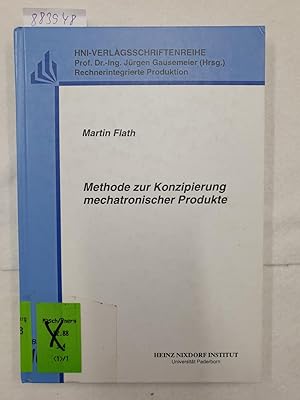 883948
HNI-VERLAGSSCHRIFTENREIHE
Prof. Dr.-Ing. Jürgen Gausemeier (Hrsg.)
Rechnerintegrierte Produktion
Martin Flath
Methode zur Konzipierung
mechatronischer Produkte
HEINZ NIXDORF INSTITUT
Universität Paderborn